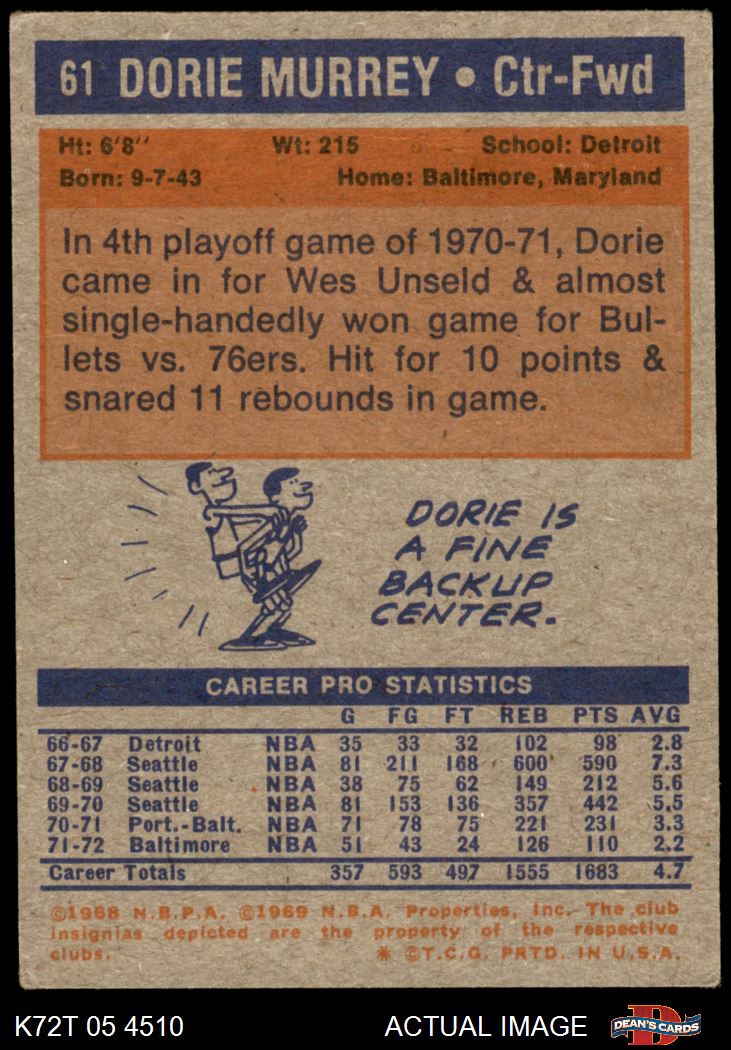 61 DORIE MURREY • Ctr-Fwd
Ht: 6'8'' Wt: 215 School: Detroit
Born: 9-7-43 Home: Baltimore, Maryland
In 4th playoff game of 1970-71, Dorie
came in for Wes Unseld & almost
single-handedly won game for Bul-
lets vs. 76ers. Hit for 10 points &
snared 11 rebounds in game.
DORIE IS
A FINE
BACKUP
CENTER.
CAREER PRO STATISTICS
G FG FT REB PTS AVG
66-67 Detroit NBA 35 33 32 102 98 2.8
67-68 Seattle NBA 81 211 168 600 590 7.3
68-69 Seattle NBA 38 75 62 149 212 5.6
69-70 Seattle NBA 81 153 136 357 442 5.5
70-71 Port.-Balt. NBA 71 78 75 221 231 3.3
71-72 Baltimore NBA 51 43 24 126 110 2.2
Career Totals 357 593 497 1555 1683 4.7
©1968 N.B.P.A. ©1969 N.B.A. Properties, Inc. The club
insignias depicted are the property of the respective
clubs. * ©T.C.G. PRTD. IN U.S.A.
K72T 05 4510 ACTUAL IMAGE DEAN'S CARDS